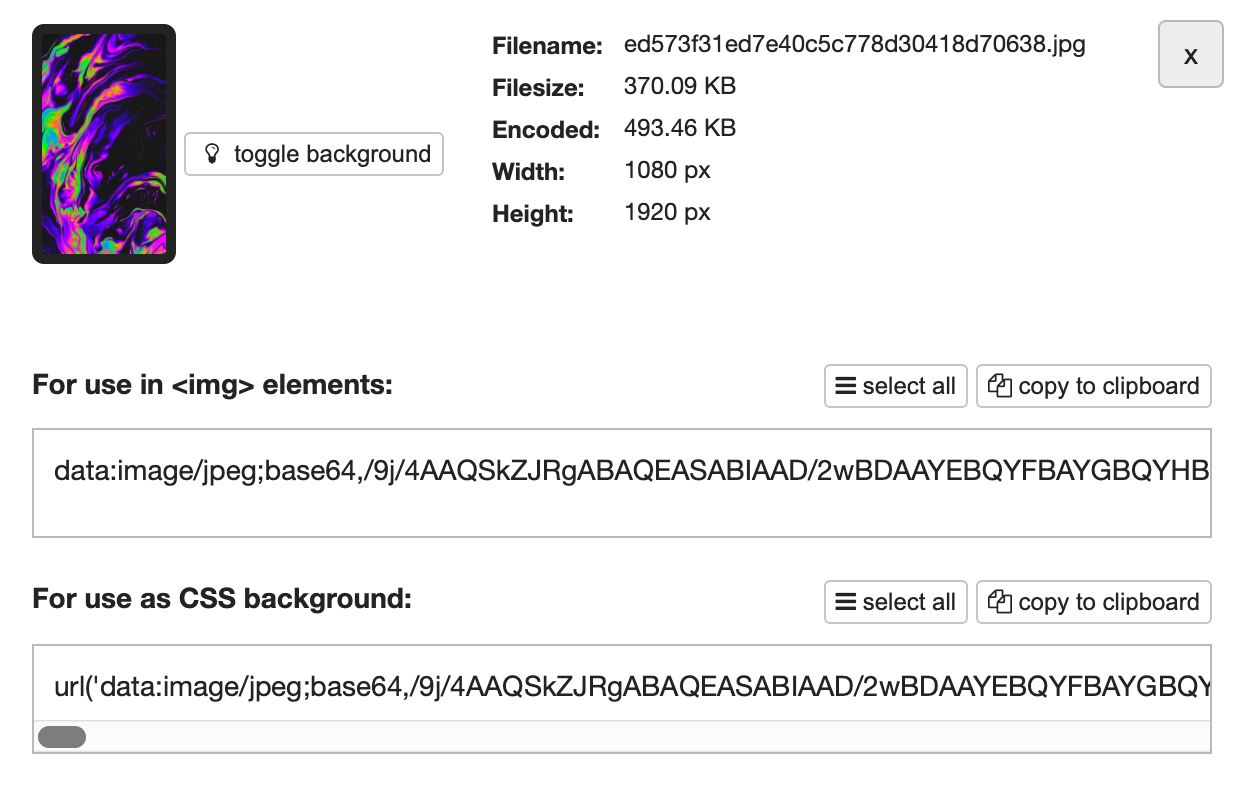 Filename: ed573f31ed7e40c5c778d30418d70638.jpg
x
Filesize: 370.09 KB
Encoded: 493.46 KB
toggle background
Width: 1080 px
Height: 1920 px
For use in <img> elements:
select all
copy to clipboard
data:image/jpeg;base64,/9j/4AAQSkZJRgABAQEASABIAAD/2wBDAAYEBQYFBAYGBQYHB
For use as CSS background:
select all
copy to clipboard
url('data:image/jpeg;base64,/9j/4AAQSkZJRgABAQEASABIAAD/2wBDAAYEBQYFBAYGBQY